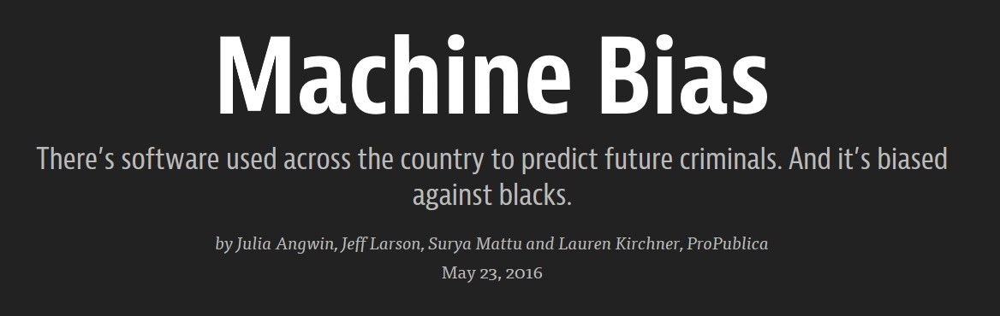 Machine Bias
There’s software used across the country to predict future criminals. And it’s biased
against blacks.
by Julia Angwin, Jeff Larson, Surya Mattu and Lauren Kirchner, ProPublica
May 23, 2016